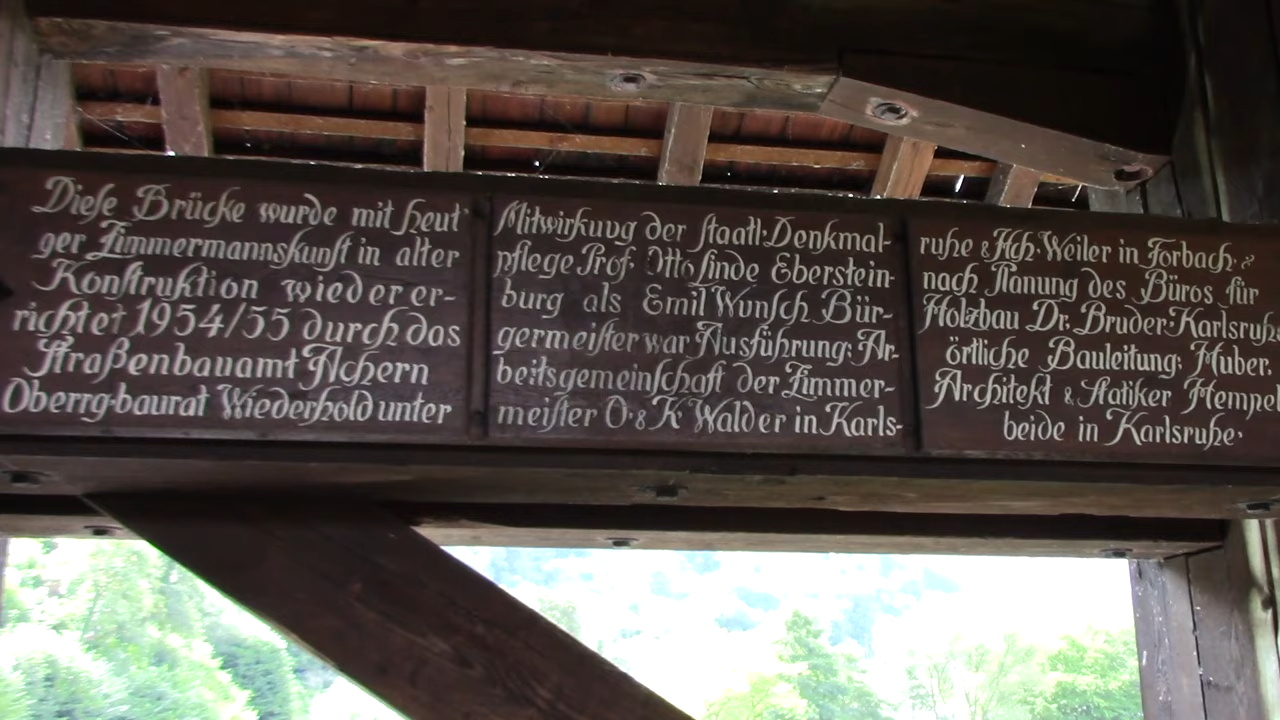 Dieſe Brücke wurde mit heut'
ger Zimmermannskunſt in alter
Konſtruktion wieder er-
richtet 1954/55 durch das
Straßenbauamt Achern
Oberrg·baurat Wiederhold unter
Mitwirkuvg der ſtaatl·Denkmal-
pflege Prof· Otto Linde Eberstein-
burg als Emil Wunſch Bür-
germeiſter war Ausführung: Ar-
beitsgemeinſchaft der Zimmer-
meiſter O·& K· Walder in Karls-
ruhe & Weiler in Forbach·
nach Planung des Büros für
Holzbau Dr. Bruder·Karlsruhe
örtliche Bauleitung: Huber,
Architekt & Statiker Hempel
beide in Karlsruhe·